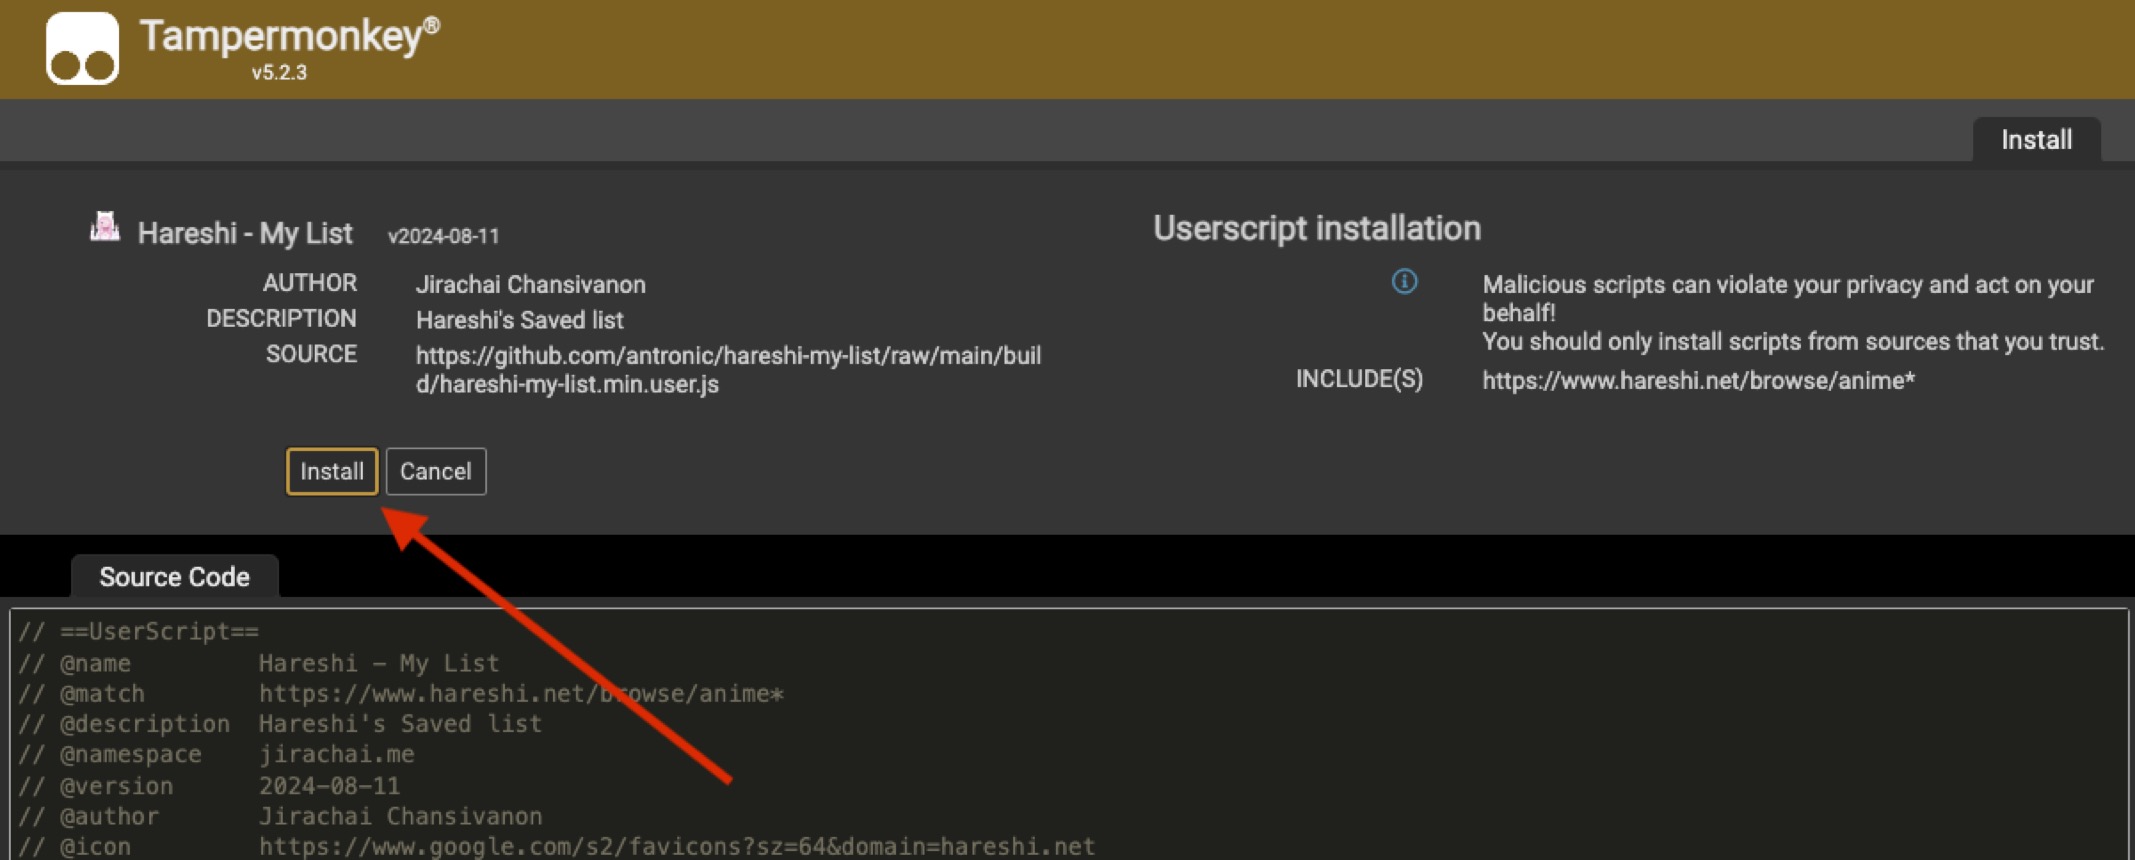 Tampermonkey®
v5.2.3
Install
Hareshi - My List v2024-08-11
AUTHOR Jirachai Chansivanon
DESCRIPTION Hareshi's Saved list
SOURCE https://github.com/antronic/hareshi-my-list/raw/main/buil
d/hareshi-my-list.min.user.js
Install Cancel
Userscript installation
Malicious scripts can violate your privacy and act on your
behalf!
You should only install scripts from sources that you trust.
INCLUDE(S) https://www.hareshi.net/browse/anime*
Source Code
// ==UserScript==
// @name Hareshi - My List
// @match https://www.hareshi.net/browse/anime*
// @description Hareshi's Saved list
// @namespace jirachai.me
// @version 2024-08-11
// @author Jirachai Chansivanon
// @icon https://www.google.com/s2/favicons?sz=64&domain=hareshi.net